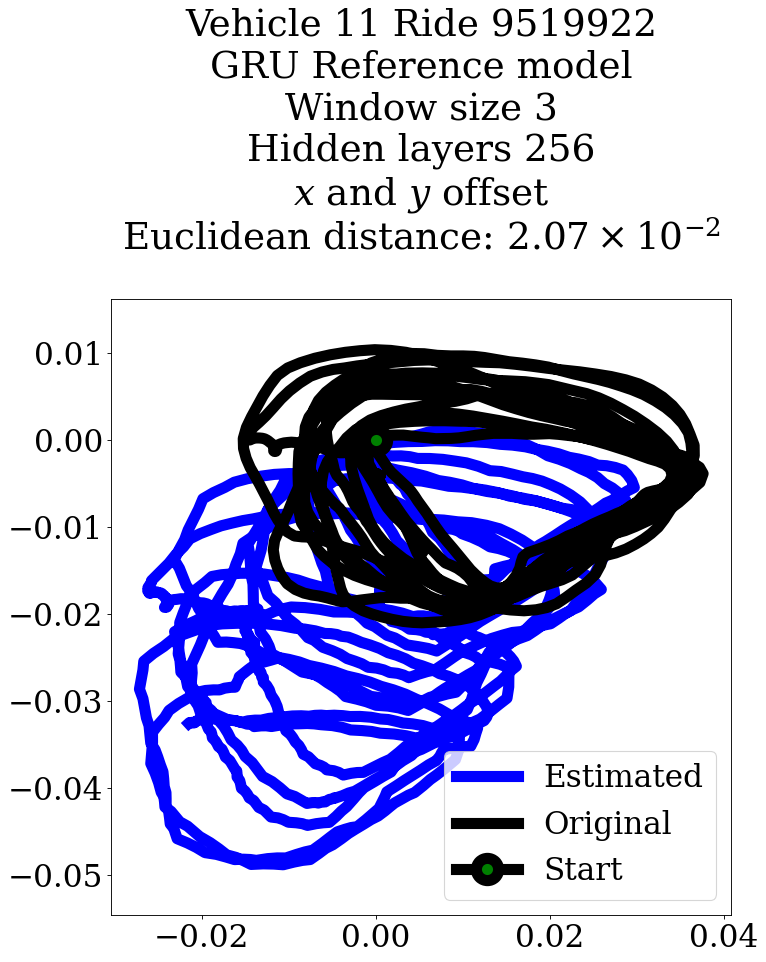 Vehicle 11 Ride 9519922
GRU Reference model
Window size 3
Hidden layers 256
x and y offset
Euclidean distance: 2.07 × 10⁻²
0.01
0.00
−0.01
−0.02
−0.03
−0.04
−0.05
Estimated
Original
Start
−0.02 0.00 0.02 0.04